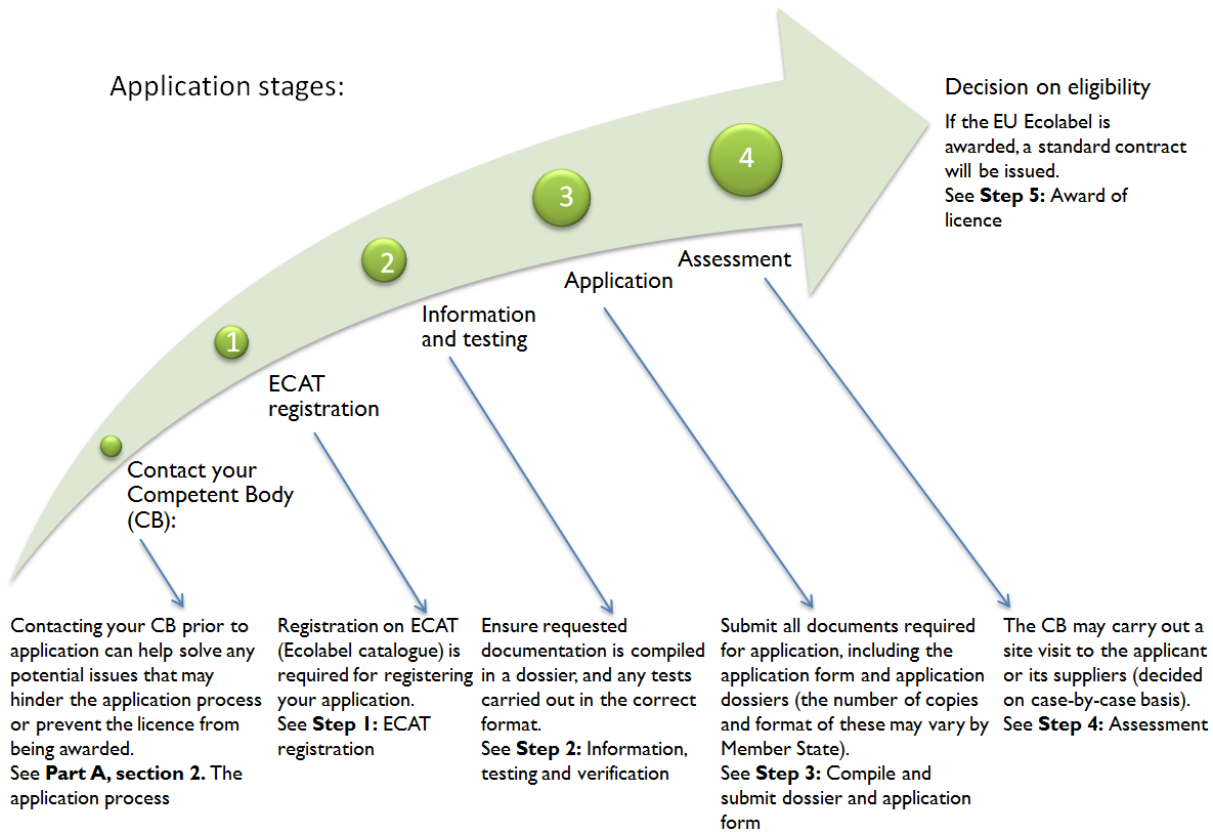 Application stages:
1
2
3
4
Contact your
Competent Body
(CB):
ECAT
registration
Information
and testing
Application
Assessment
Decision on eligibility
If the EU Ecolabel is
awarded, a standard contract
will be issued.
See Step 5: Award of
licence
Contacting your CB prior to
application can help solve any
potential issues that may
hinder the application process
or prevent the licence from
being awarded.
See Part A, section 2. The
application process
Registration on ECAT
(Ecolabel catalogue) is
required for registering
your application.
See Step 1: ECAT
registration
Ensure requested
documentation is compiled
in a dossier, and any tests
carried out in the correct
format.
See Step 2: Information,
testing and verification
Submit all documents required
for application, including the
application form and application
dossiers (the number of copies
and format of these may vary by
Member State).
See Step 3: Compile and
submit dossier and application
form
The CB may carry out a
site visit to the applicant
or its suppliers (decided
on case-by-case basis).
See Step 4: Assessment